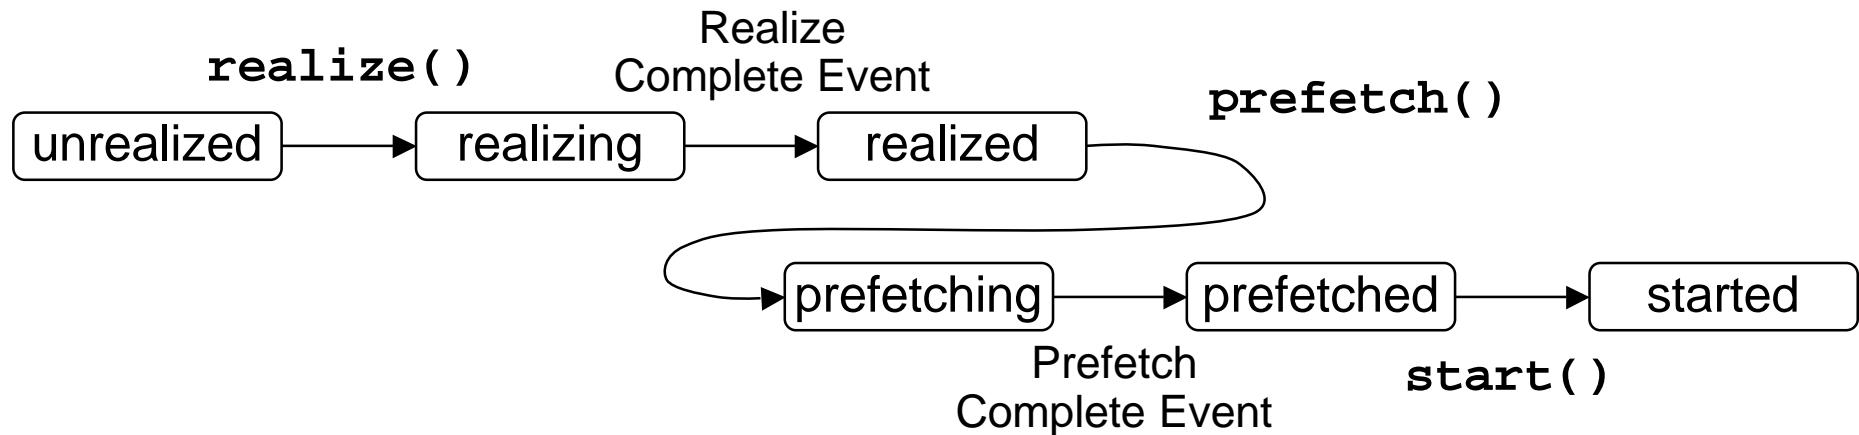 Realize
Complete Event
realize()
prefetch()
unrealized
realizing
realized
prefetching
prefetched
started
Prefetch
Complete Event
start()